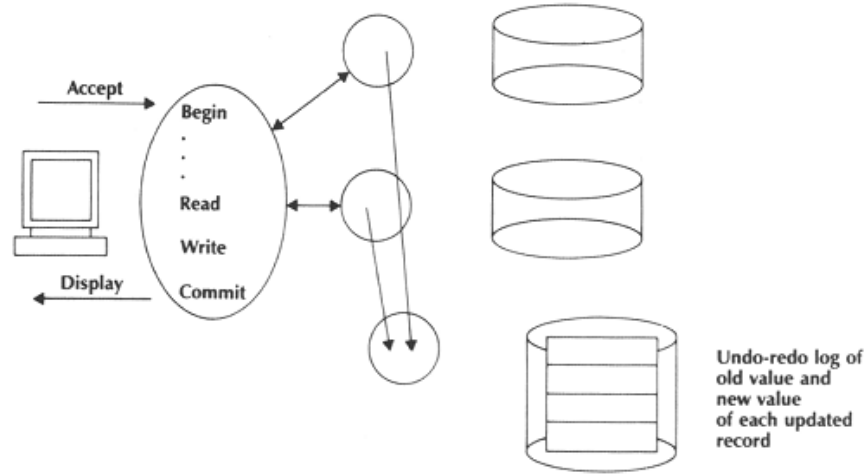 Accept
Begin
.
.
.
Read
Write
Display
Commit
Undo-redo log of
old value and
new value
of each updated
record